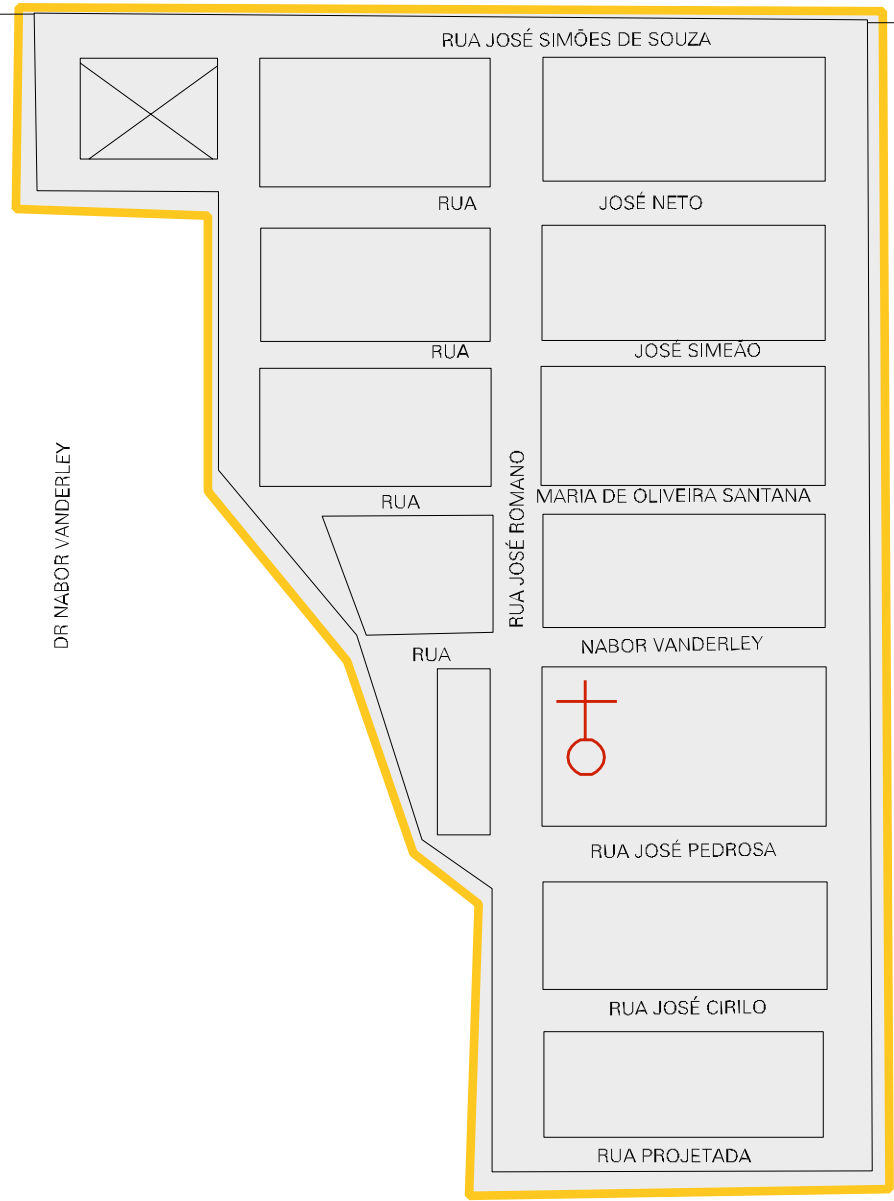 RUA JOSÉ SIMÕES DE SOUZA
RUA JOSÉ NETO
RUA JOSÉ SIMEÃO
DR NABOR VANDERLEY
RUA JOSÉ ROMANO
RUA MARIA DE OLIVEIRA SANTANA
RUA NABOR VANDERLEY
RUA JOSÉ PEDROSA
RUA JOSÉ CIRILO
RUA PROJETADA